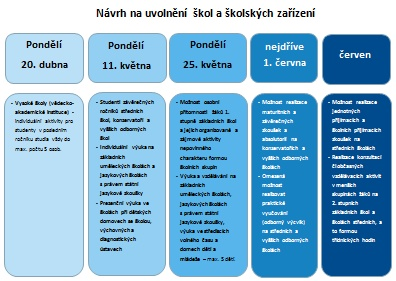 Návrh na uvolnění škol a školských zařízení
Pondělí
20. dubna
Pondělí
11. května
Pondělí
25. května
nejdříve
1. června
červen
- Vysoké školy (vědecko-
akademické instituce) -
individuální aktivity pro
studenty v posledním
ročníku studia vždy do
max. počtu 5 osob.
- Studenti závěrečných
ročníků středních
škol, konzervatoří a
vyšších odborných
škol
- Individuální výuka na
základních
uměleckých školách a
jazykových školách
s právem státní
jazykové zkoušky
- Prezenční výuka ve
školách při dětských
domovech se školou,
výchovných a
diagnostických
ústavech
- Možnost osobní
přítomnosti žáků 1.
stupně základních škol
a jejich organizované a
zájmové aktivity
nepovinného
charakteru formou
školních skupin
- Výuka a vzdělávání na
základních
uměleckých školách,
jazykových školách
s právem státní
jazykové zkoušky,
výuka ve střediscích
volného času a
domech dětí a
mládeže – max. 5 dětí
- Možnost realizace
maturitních a
závěrečných
zkoušek a
absolutorií na
konzervatořích a
vyšších odborných
školách
- Omezená
možnost
realizovat
praktické
vyučování
(odborný výcvik)
na středních a
vyšších odborných
školách
- Možnost realizace
jednotných
přijímacích a
školních přijímacích
zkoušek na
středních školách
- Realizace konzultací
či občasných
vzdělávacích aktivit
v menších
skupinách žáků na
2. stupních
základních škol a
školách středních, a
to formou
třídnických hodin